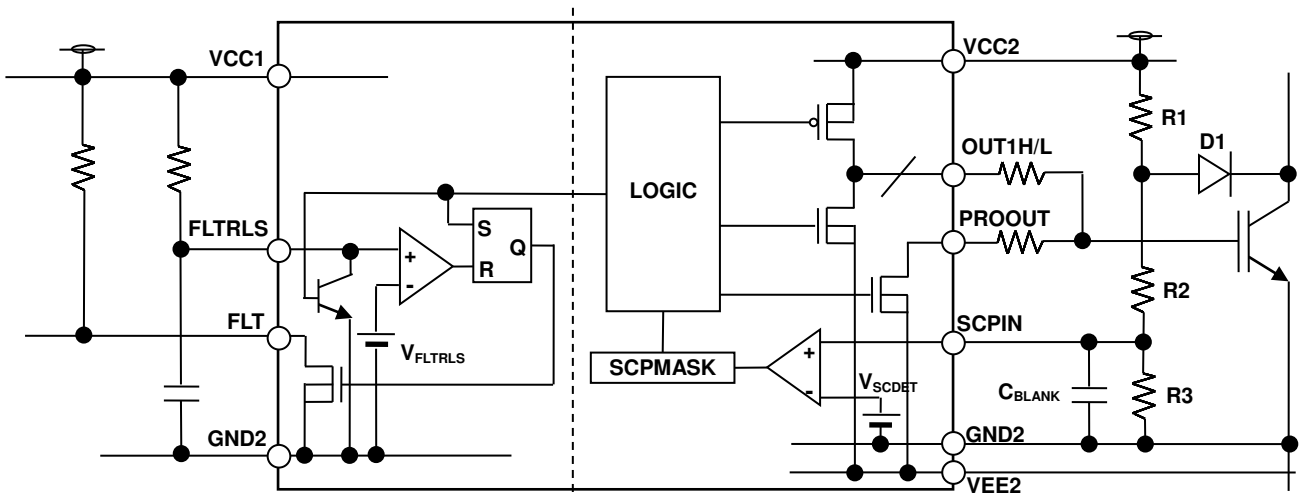 VCC1
VCC2
R1
D1
OUT1H/L
LOGIC
PROOUT
FLTRLS
S
Q
R
+
-
R2
FLT
SCPIN
VFLTRLS
SCPMASK
+
-
VSCDET
CBLANK
R3
GND2
GND2
VEE2